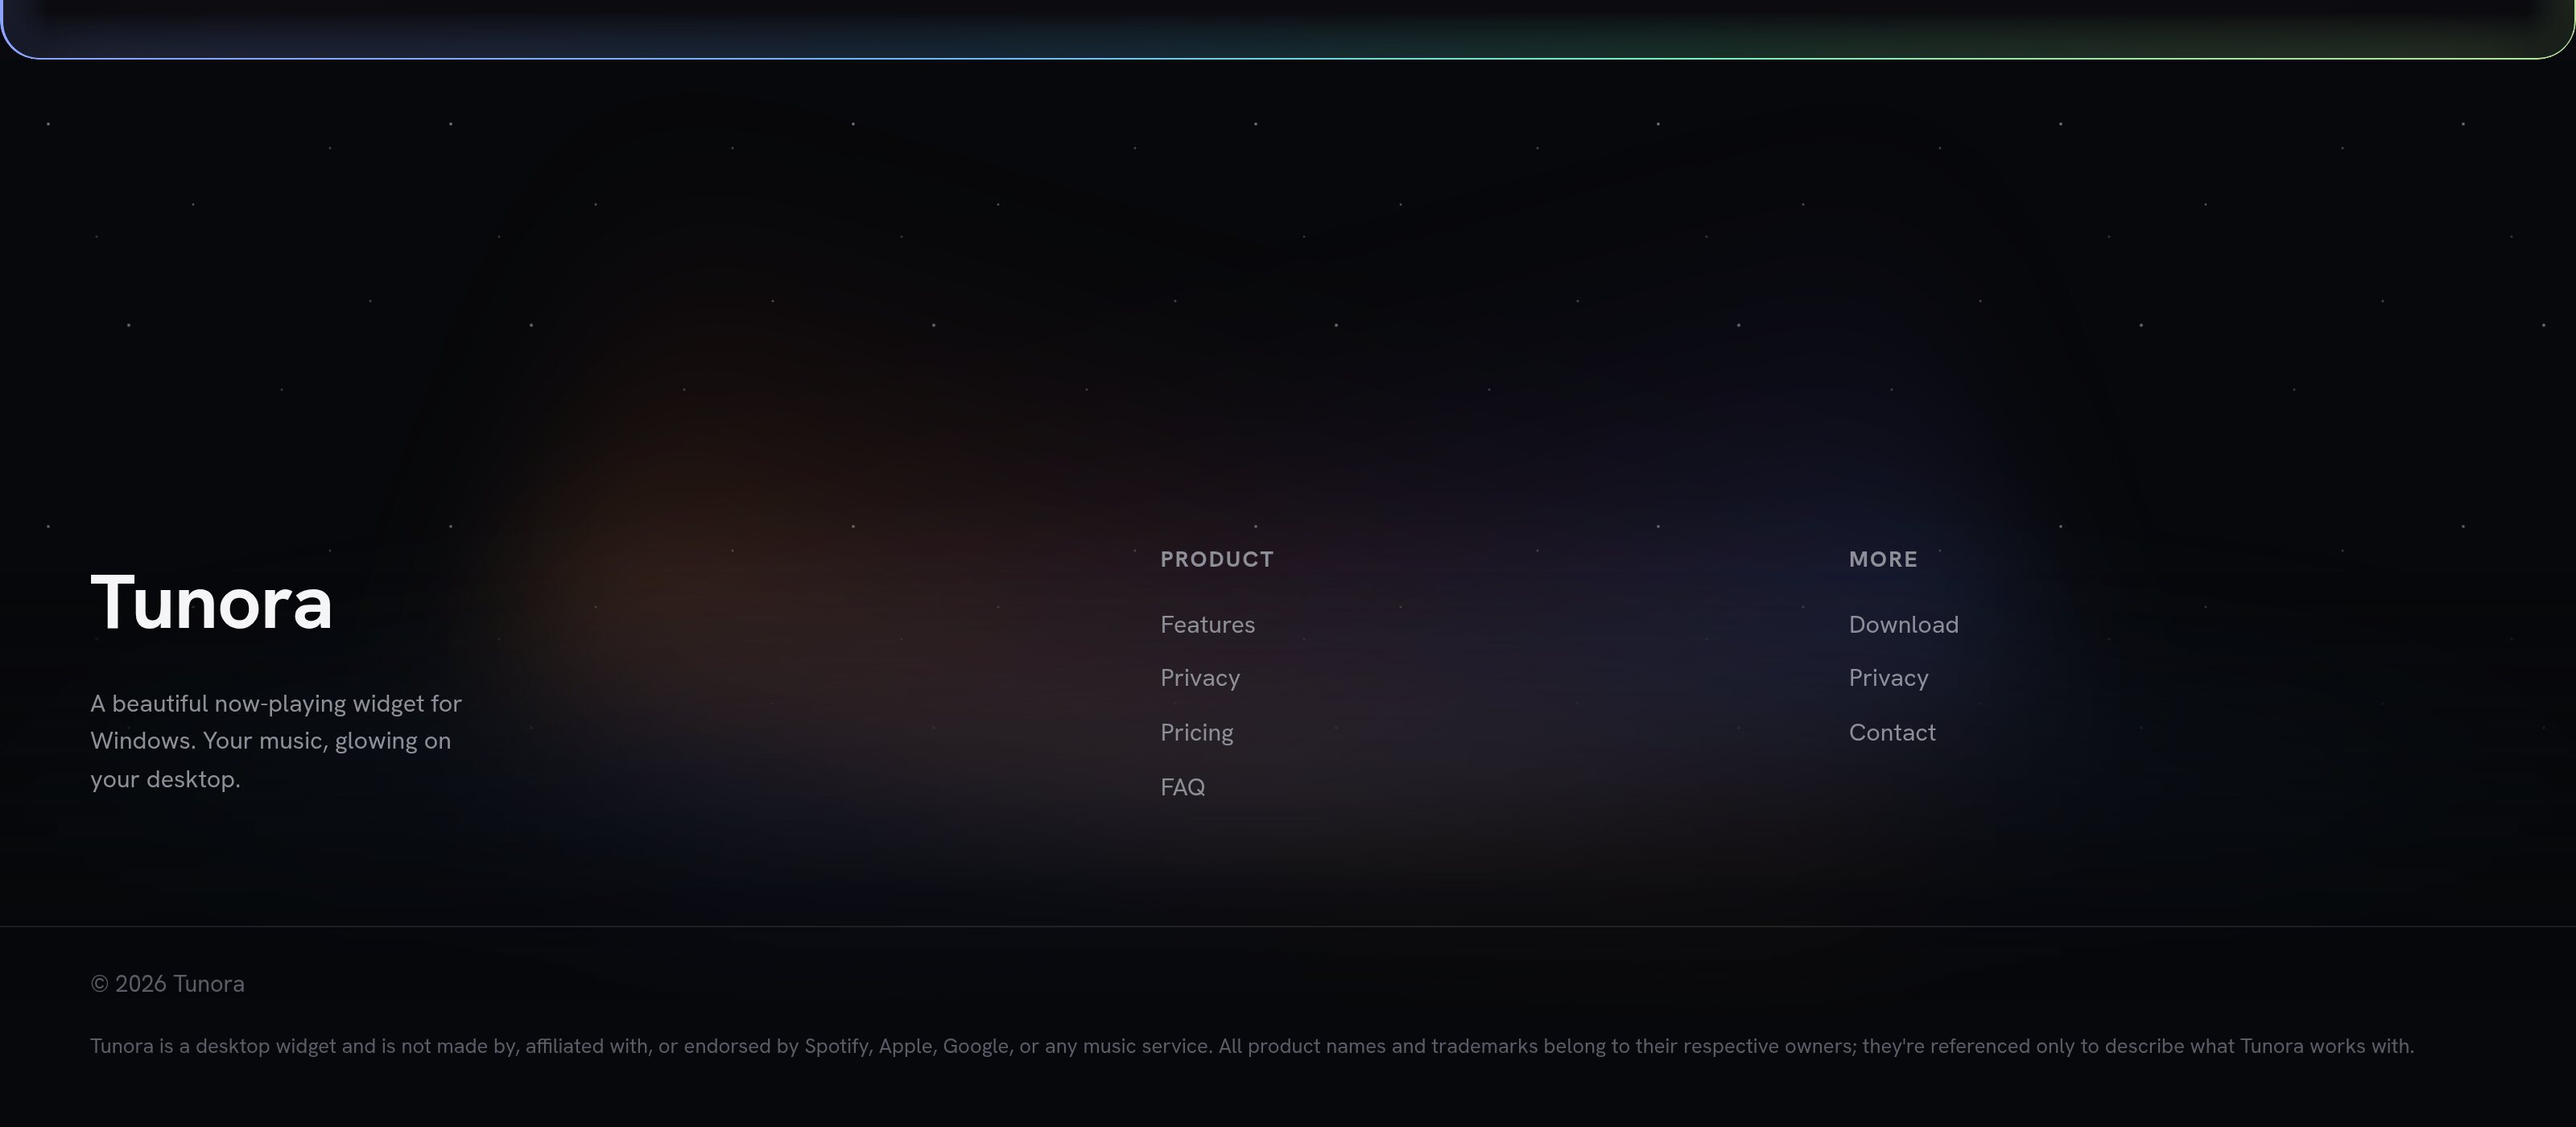 Tunora
A beautiful now-playing widget for
Windows. Your music, glowing on
your desktop.
PRODUCT
Features
Privacy
Pricing
FAQ
MORE
Download
Privacy
Contact
© 2026 Tunora
Tunora is a desktop widget and is not made by, affiliated with, or endorsed by Spotify, Apple, Google, or any music service. All product names and trademarks belong to their respective owners; they're referenced only to describe what Tunora works with.